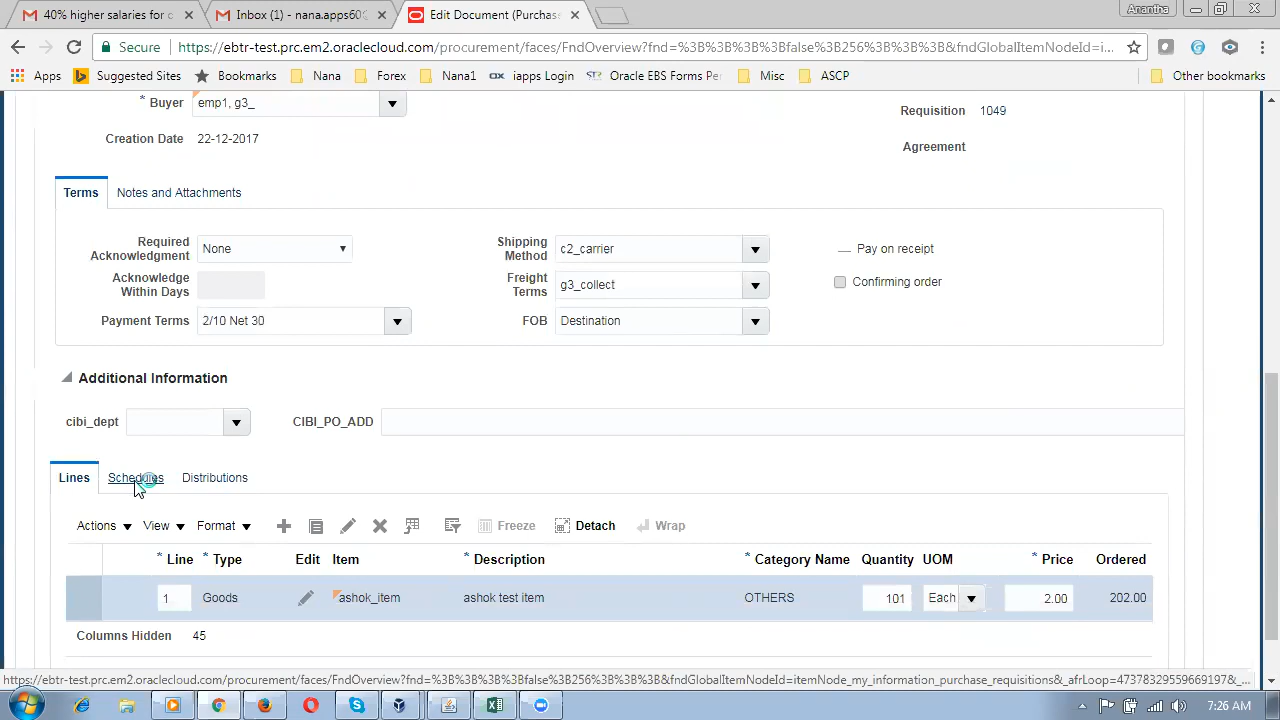 40% higher salaries for c
Inbox (1) - nana.apps60
Edit Document (Purchase
Anantha
Secure
https://ebtr-test.prc.em2.oraclecloud.com/procurement/faces/FndOverview?fnd=%3B%3B%3B%3Bfalse%3B256%3B%3B%3B&fndGlobalItemNodeId=i...
Apps Suggested Sites Bookmarks Nana Forex Nana1 iapps Login Oracle EBS Forms Pe Misc ASCP Other bookmarks
* Buyer emp1, g3_
Requisition 1049
Creation Date 22-12-2017
Agreement
Terms Notes and Attachments
Required Acknowledgment None
Shipping Method c2_carrier
Pay on receipt
Acknowledge Within Days
Freight Terms g3_collect
Confirming order
Payment Terms 2/10 Net 30
FOB Destination
Additional Information
cibi_dept
CIBI_PO_ADD
Lines Schedules Distributions
Actions View Format Freeze Detach Wrap
* Line * Type Edit Item * Description * Category Name Quantity UOM * Price Ordered
1 Goods ashok_item ashok test item OTHERS 101 Each 2.00 202.00
Columns Hidden 45
https://ebtr-test.prc.em2.oraclecloud.com/procurement/faces/FndOverview?fnd=%3B%3B%3B%3Bfalse%3B256%3B%3B%3B&fndGlobalItemNodeId=itemNode_my_information_purchase_requisitions&_afrLoop=4737832955966919​7&_...
7:26 AM